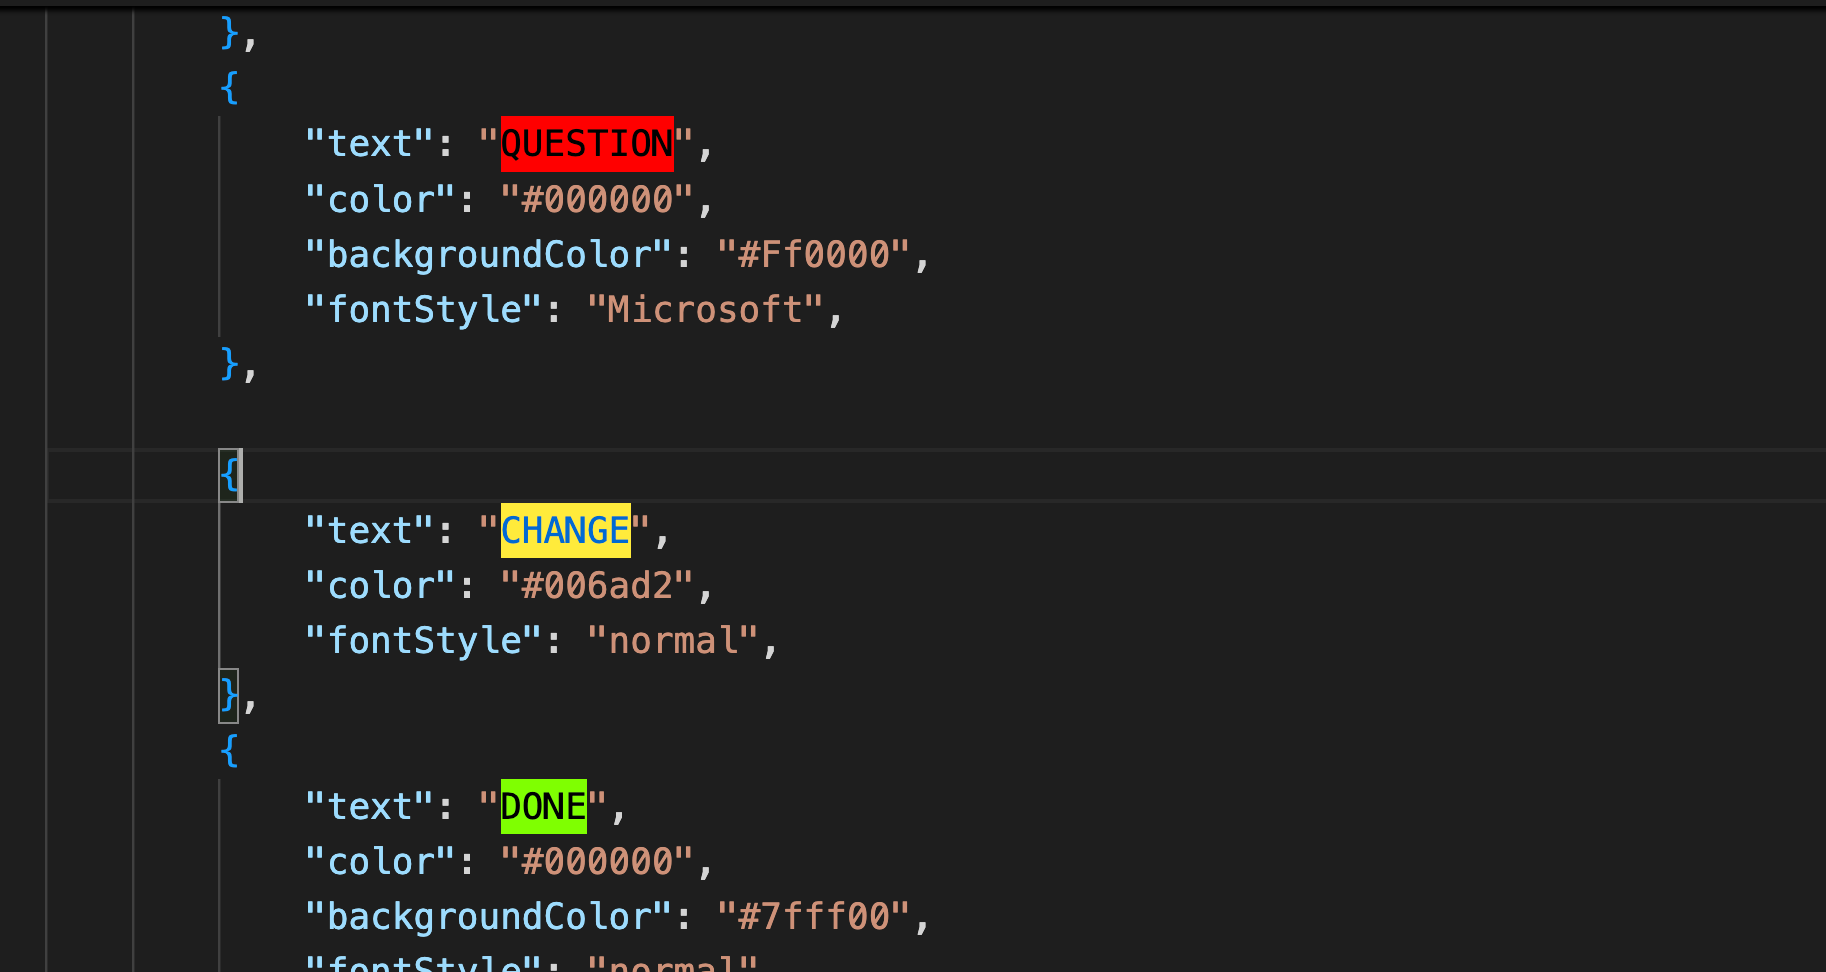 },
{
"text": "QUESTION",
"color": "#000000",
"backgroundColor": "#Ff0000",
"fontStyle": "Microsoft",
},
{
"text": "CHANGE",
"color": "#006ad2",
"fontStyle": "normal",
},
{
"text": "DONE",
"color": "#000000",
"backgroundColor": "#7fff00",
"fontStyle": "normal"